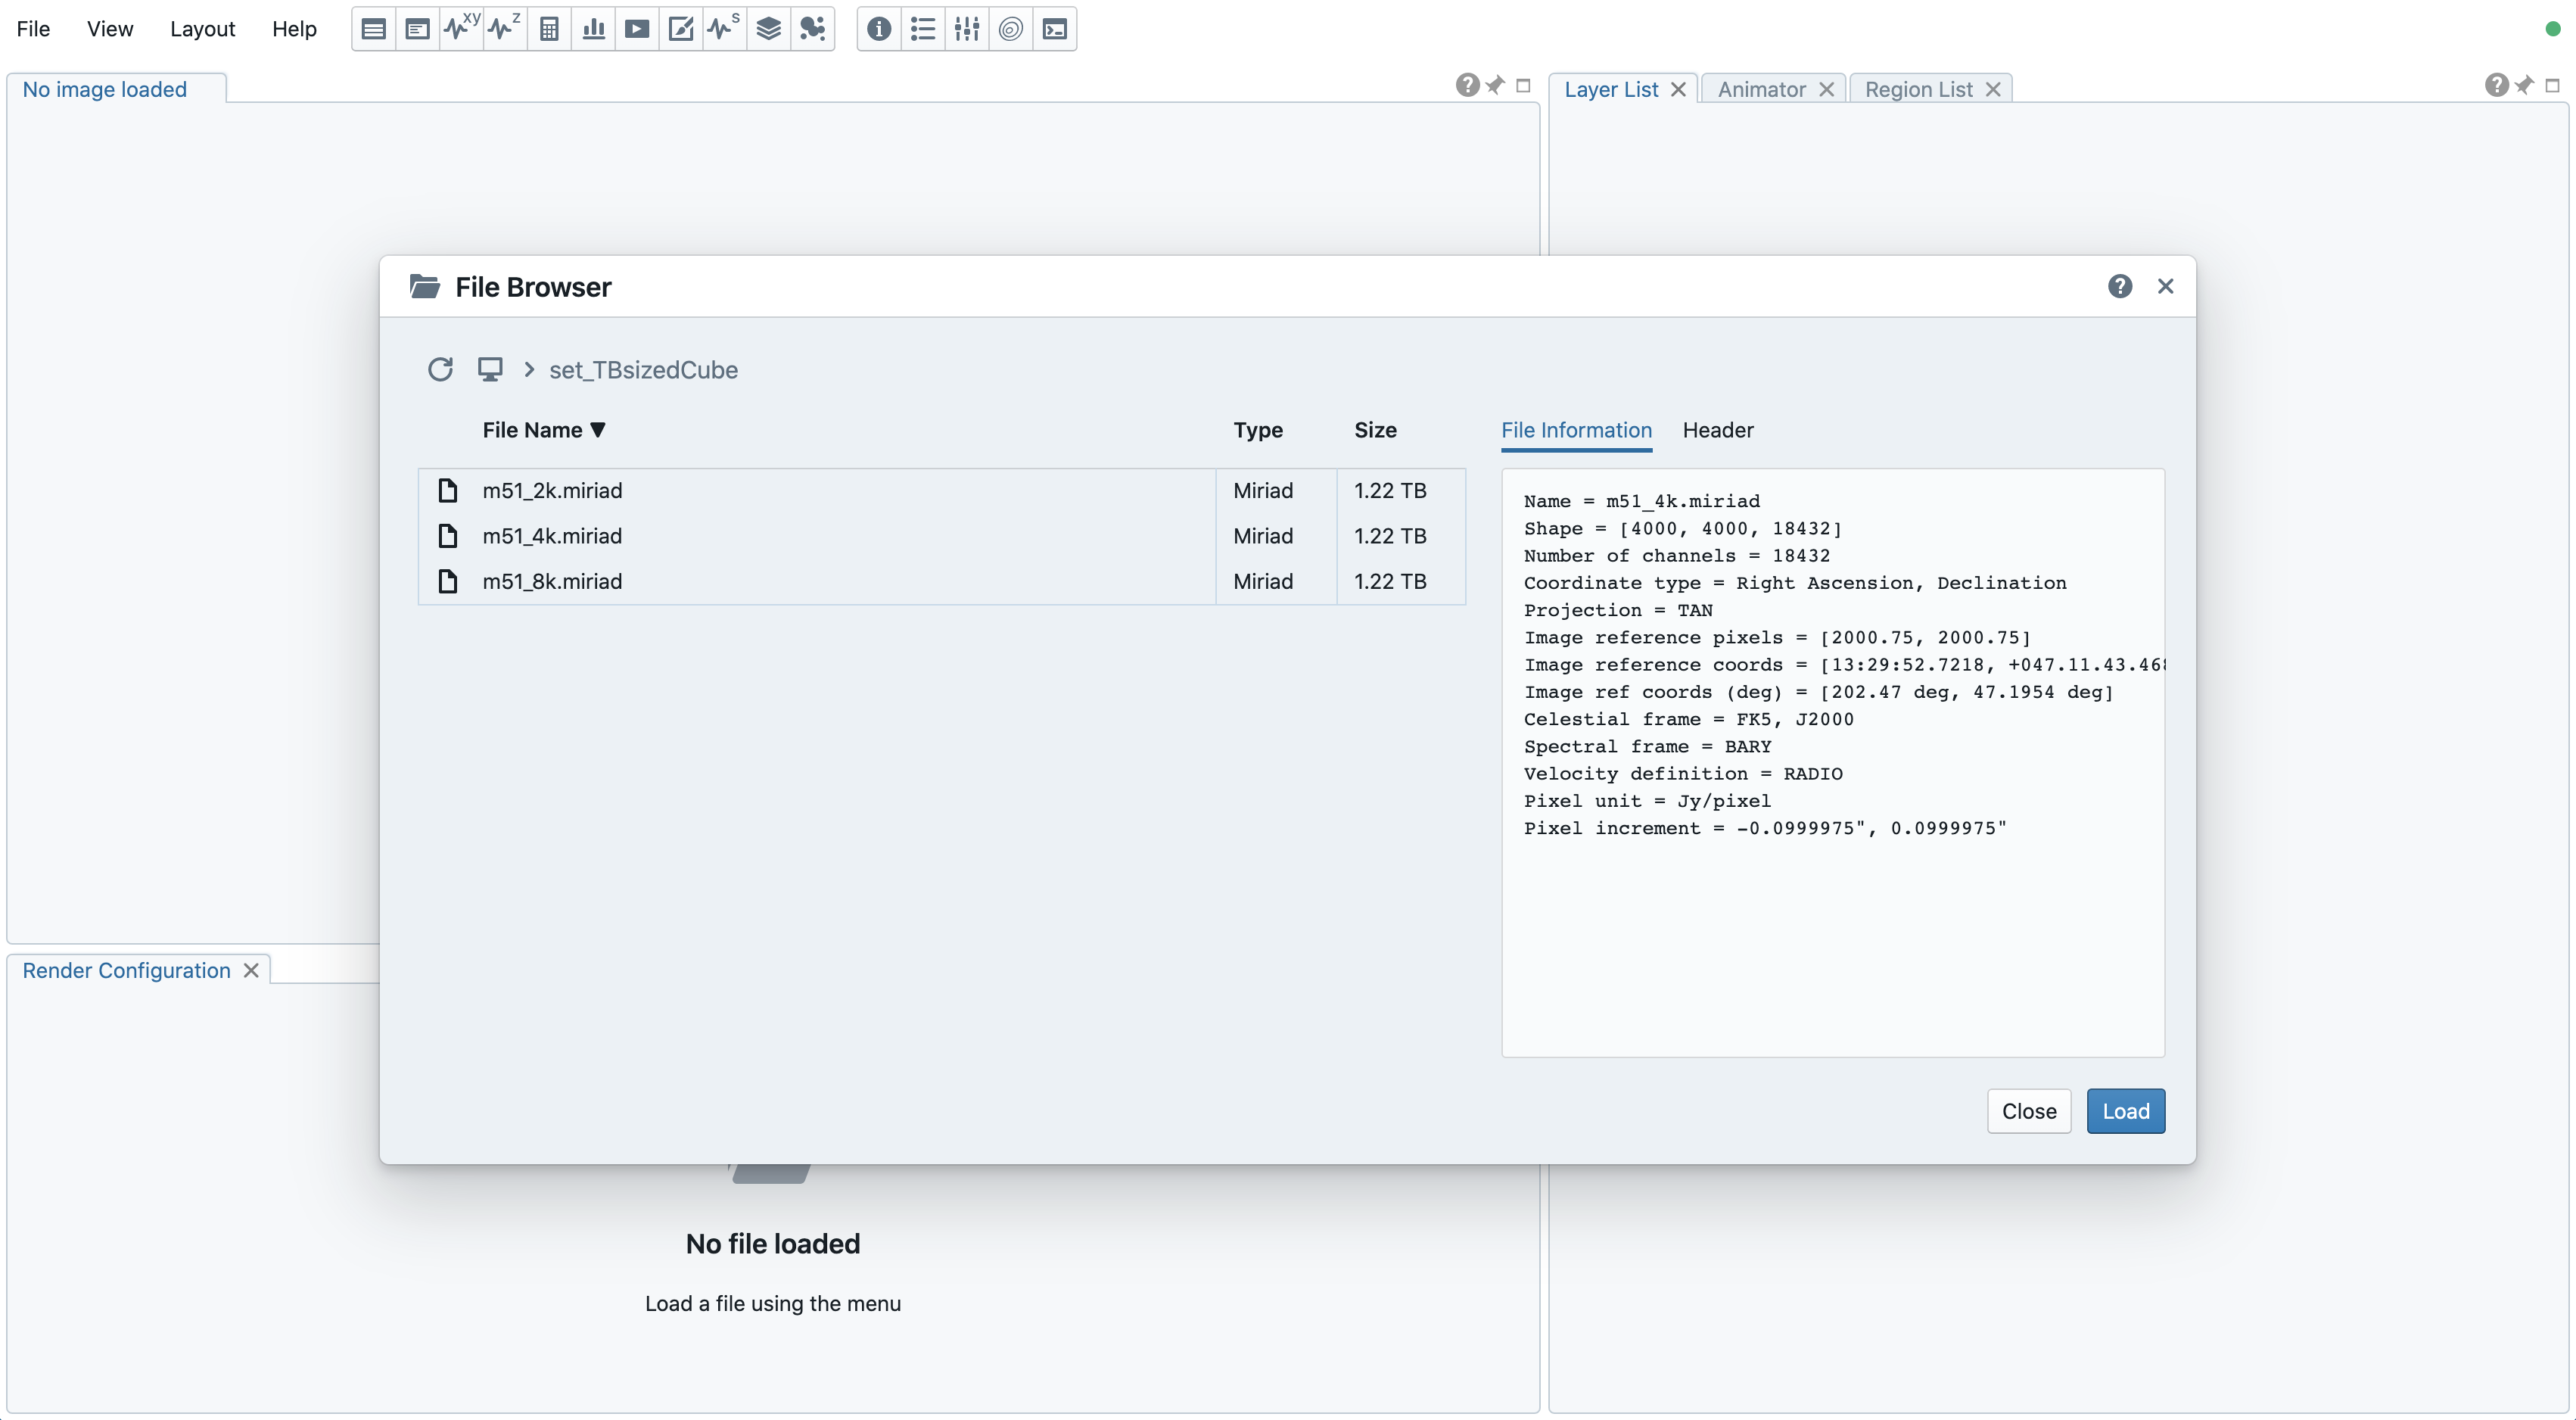 File View Layout Help xy z s
No image loaded
Layer List Animator Region List
File Browser
set_TBsizedCube
File Name Type Size
m51_2k.miriad Miriad 1.22 TB
m51_4k.miriad Miriad 1.22 TB
m51_8k.miriad Miriad 1.22 TB
File Information Header
Name = m51_4k.miriad
Shape = [4000, 4000, 18432]
Number of channels = 18432
Coordinate type = Right Ascension, Declination
Projection = TAN
Image reference pixels = [2000.75, 2000.75]
Image reference coords = [13:29:52.7218, +047.11.43.46
Image ref coords (deg) = [202.47 deg, 47.1954 deg]
Celestial frame = FK5, J2000
Spectral frame = BARY
Velocity definition = RADIO
Pixel unit = Jy/pixel
Pixel increment = -0.0999975", 0.0999975"
Close Load
Render Configuration
No file loaded
Load a file using the menu